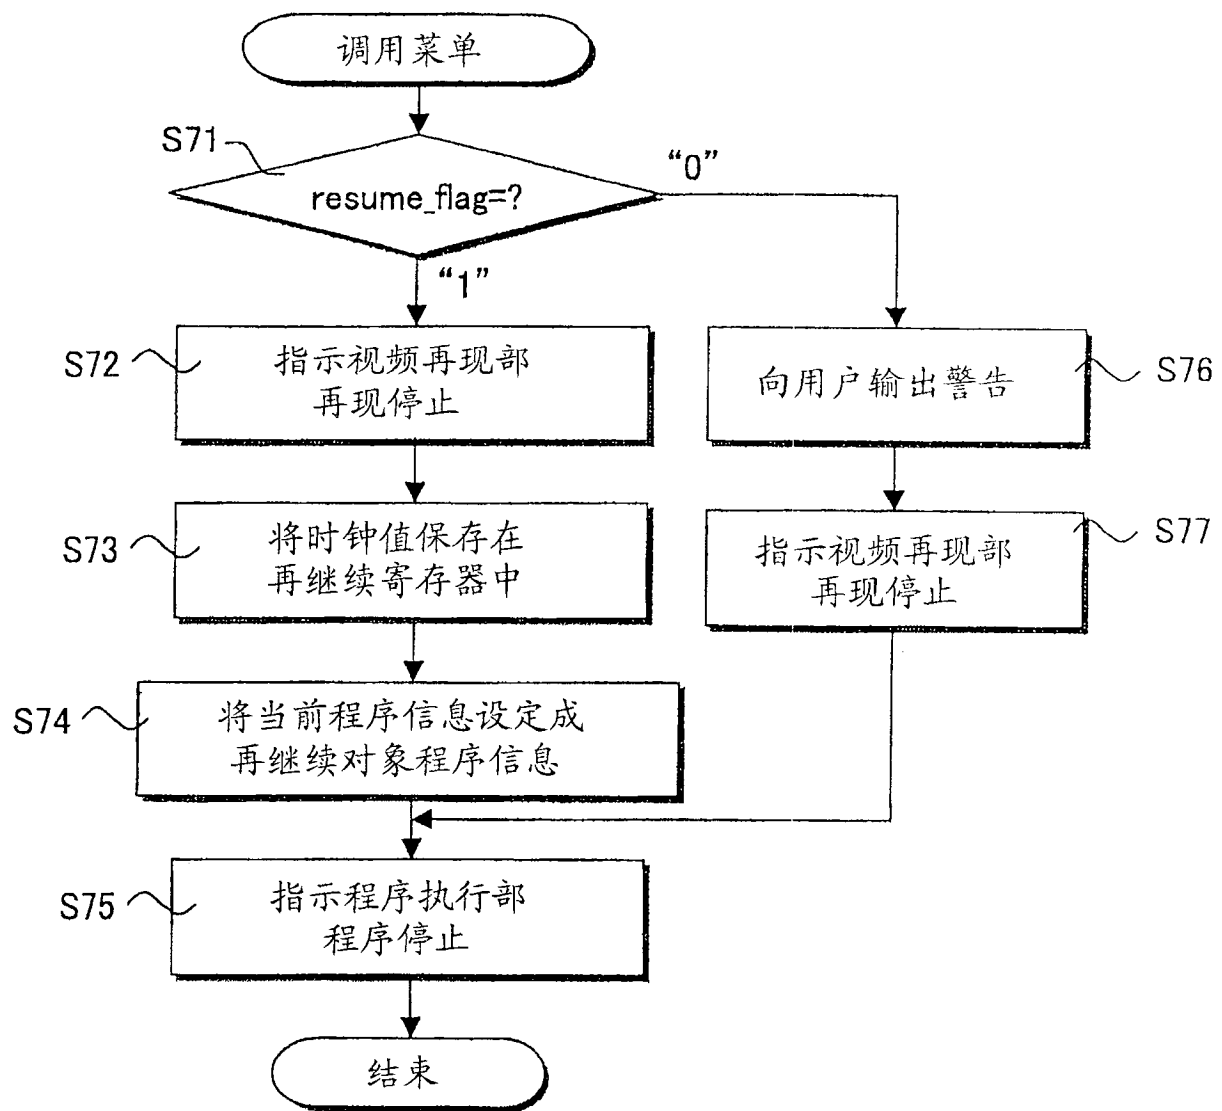 调用菜单
S71
resume_flag=?
“0”
“1”
S72
指示视频再现部
再现停止
S76
向用户输出警告
S73
将时钟值保存在
再继续寄存器中
S77
指示视频再现部
再现停止
S74
将当前程序信息设定成
再继续对象程序信息
S75
指示程序执行部
程序停止
结束